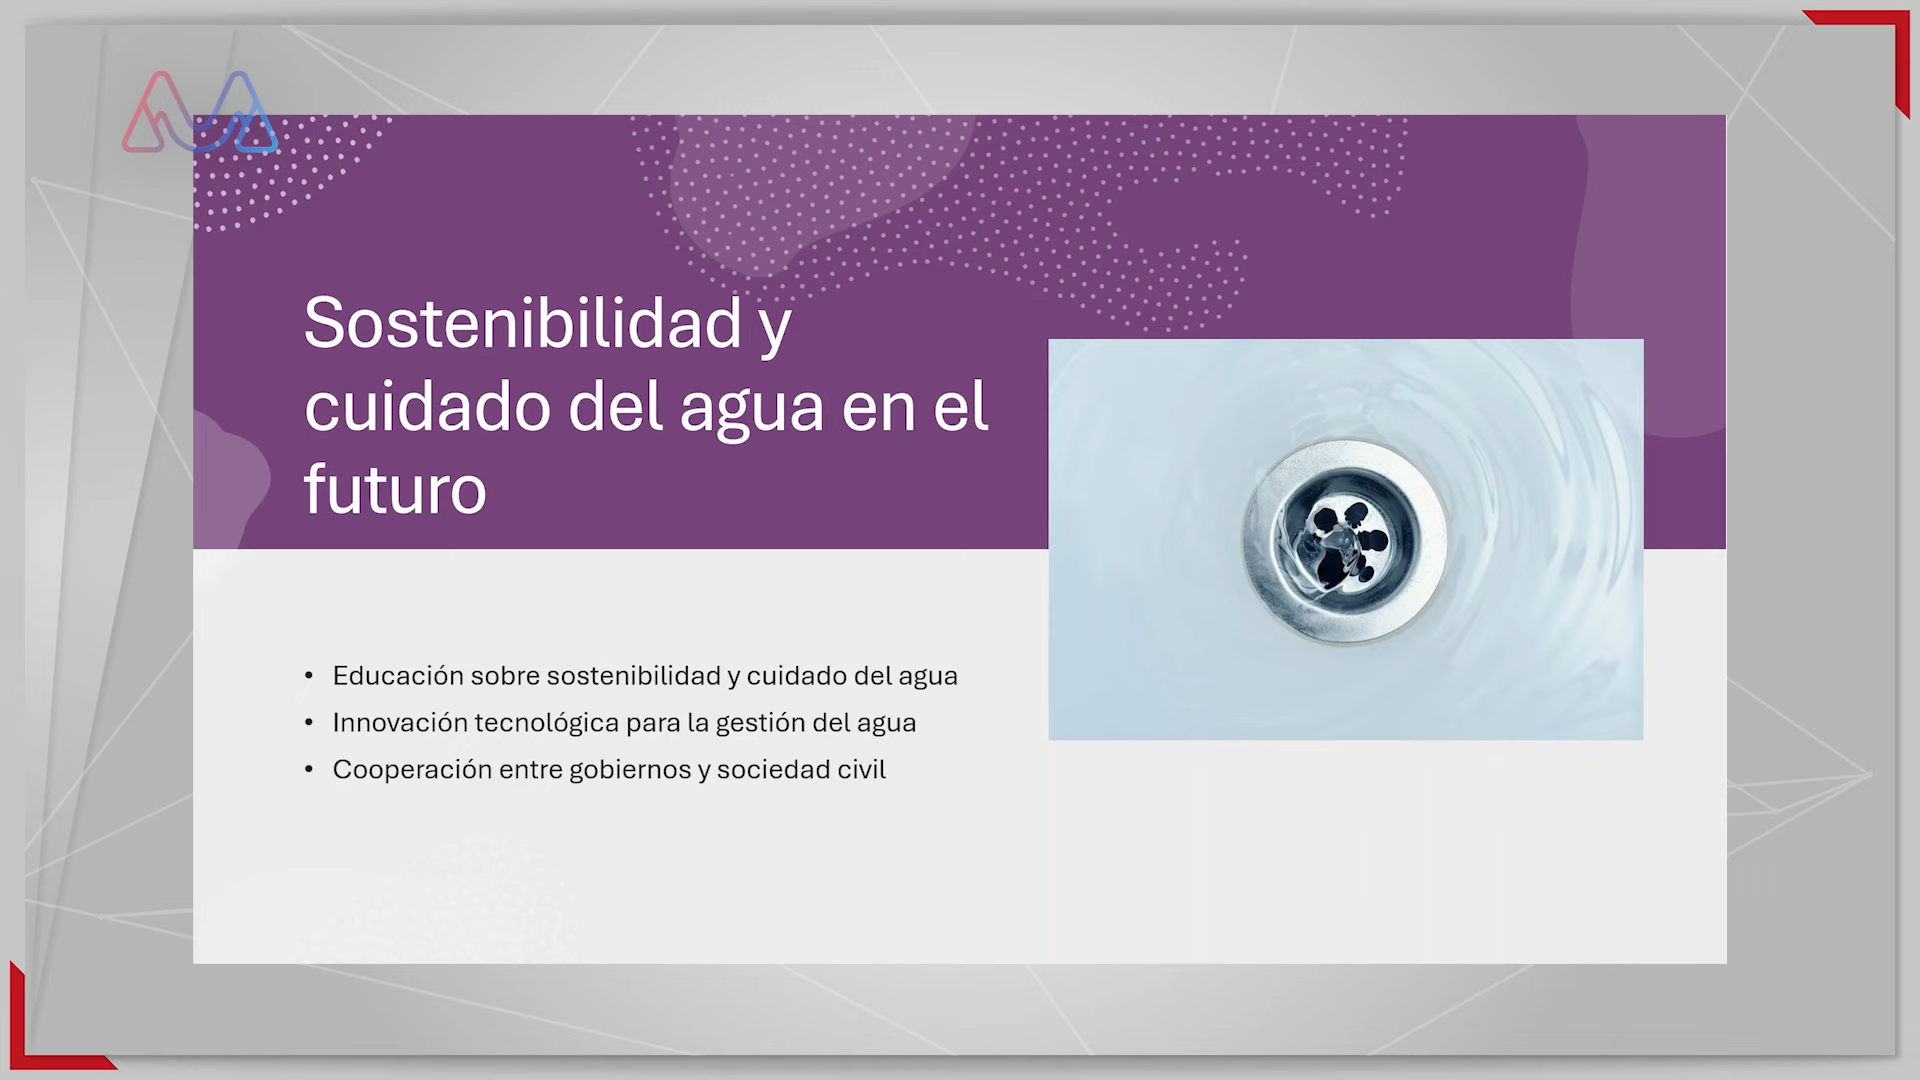 Sostenibilidad y
cuidado del agua en el
futuro
• Educación sobre sostenibilidad y cuidado del agua
• Innovación tecnológica para la gestión del agua
• Cooperación entre gobiernos y sociedad civil